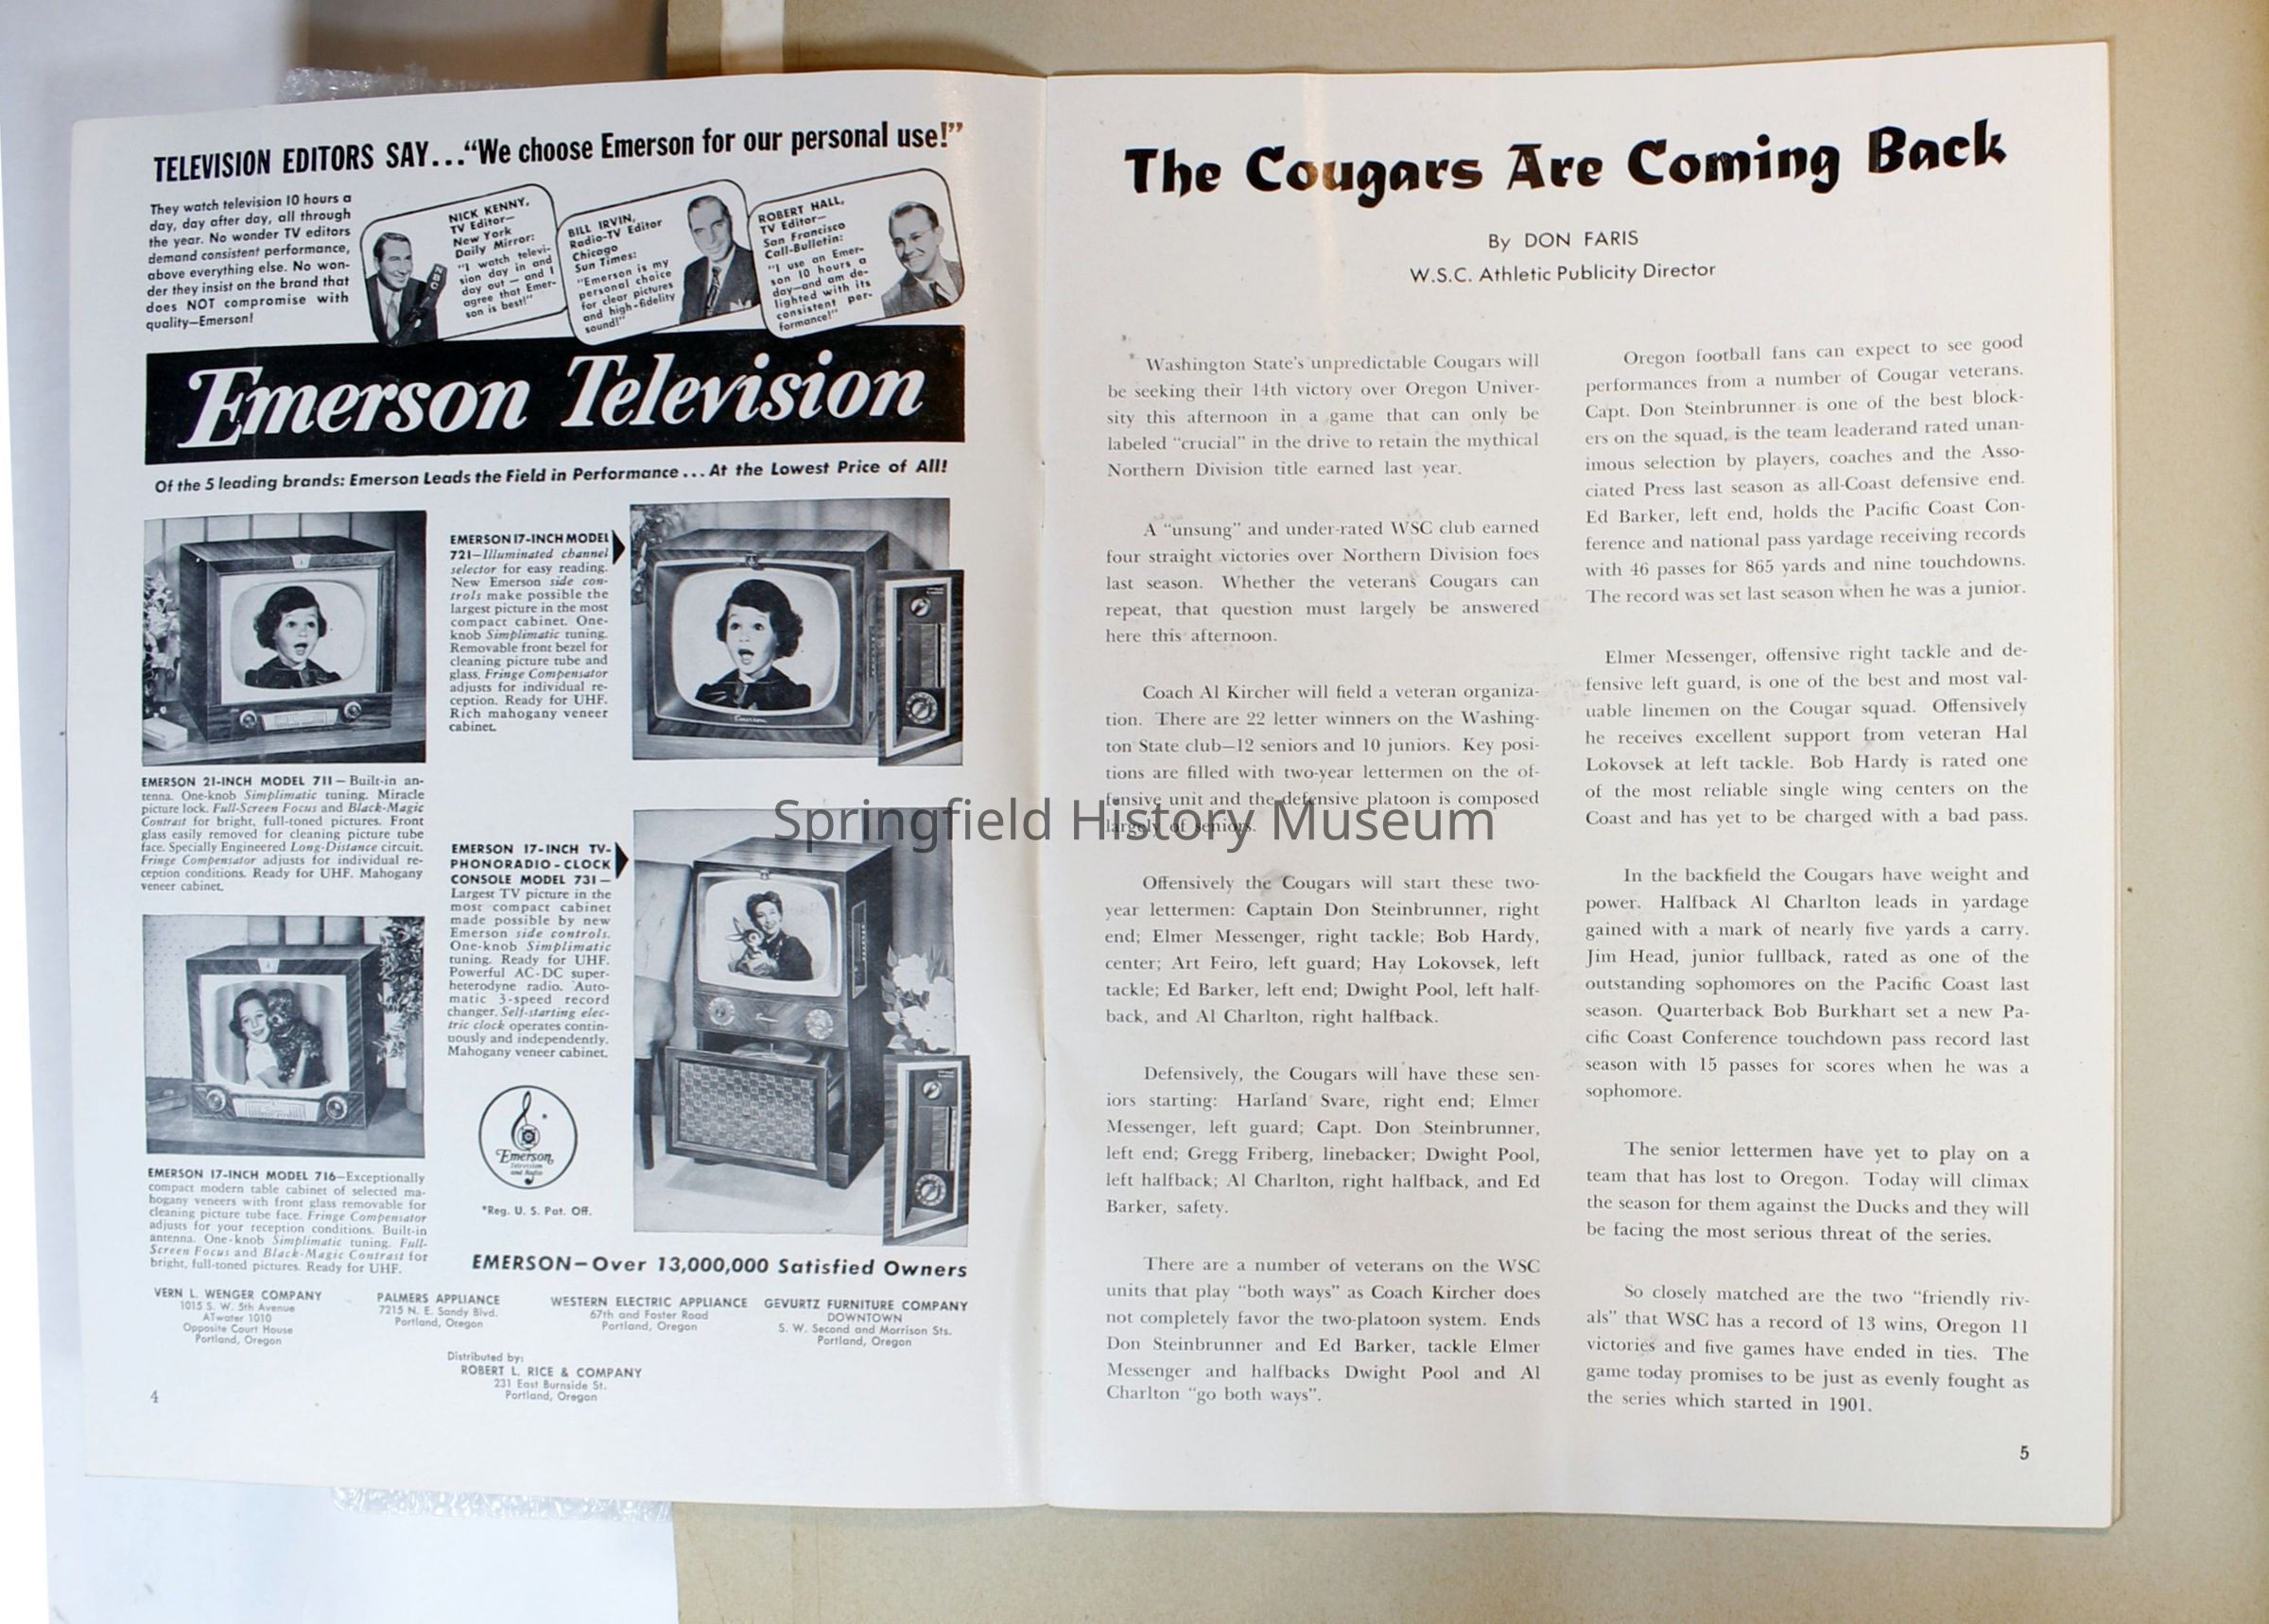 TELEVISION EDITORS SAY..."We choose Emerson for our personal use!"
They watch television 10 hours a
day, day after day, all through
the year. No wonder TV editors
demand consistent performance,
above everything else. No won-
der they insist on the brand that
does NOT compromise with
quality—Emerson!
NICK KENNY,
TV Editor—
New York
Daily Mirror:
"I watch televi-
sion day in and
day out — and I
agree that Emer-
son is best!"
NBC
BILL IRVIN,
Radio-TV Editor
Chicago
Sun Times:
"Emerson is my
personal choice
for clear pictures
and high-fidelity
sound!"
ROBERT HALL,
TV Editor—
San Francisco
Call-Bulletin:
"I use an Emer-
son 10 hours a
day—and am de-
lighted with its
consistent per-
formance!"
Emerson Television
Of the 5 leading brands: Emerson Leads the Field in Performance... At the Lowest Price of All!
EMERSON 17-INCH MODEL
721—Illuminated channel
selector for easy reading.
New Emerson side con-
trols make possible the
largest picture in the most
compact cabinet. One-
knob Simplimatic tuning.
Removable front bezel for
cleaning picture tube and
glass. Fringe Compensator
adjusts for individual re-
ception. Ready for UHF.
Rich mahogany veneer
cabinet.
Emerson
EMERSON 21-INCH MODEL 711 — Built-in an-
tenna. One-knob Simplimatic tuning. Miracle
picture lock. Full-Screen Focus and Black-Magic
Contrast for bright, full-toned pictures. Front
glass easily removed for cleaning picture tube
face. Specially Engineered Long-Distance circuit.
Fringe Compensator adjusts for individual re-
ception conditions. Ready for UHF. Mahogany
veneer cabinet.
EMERSON 17-INCH TV-
PHONORADIO - CLOCK
CONSOLE MODEL 731 —
Largest TV picture in the
most compact cabinet
made possible by new
Emerson side controls.
One-knob Simplimatic
tuning. Ready for UHF.
Powerful AC-DC super-
heterodyne radio. Auto-
matic 3-speed record
changer. Self-starting elec-
tric clock operates contin-
uously and independently.
Mahogany veneer cabinet.
Emerson
Television
and Radio
*Reg. U. S. Pat. Off.
EMERSON 17-INCH MODEL 716—Exceptionally
compact modern table cabinet of selected ma-
hogany veneers with front glass removable for
cleaning picture tube face. Fringe Compensator
adjusts for your reception conditions. Built-in
antenna. One-knob Simplimatic tuning. Full-
Screen Focus and Black-Magic Contrast for
bright, full-toned pictures. Ready for UHF.
EMERSON—Over 13,000,000 Satisfied Owners
VERN L. WENGER COMPANY
1015 S. W. 5th Avenue
ATwater 1010
Opposite Court House
Portland, Oregon
PALMERS APPLIANCE
7215 N. E. Sandy Blvd.
Portland, Oregon
WESTERN ELECTRIC APPLIANCE
67th and Foster Road
Portland, Oregon
GEVURTZ FURNITURE COMPANY
DOWNTOWN
S. W. Second and Morrison Sts.
Portland, Oregon
Distributed by:
ROBERT L. RICE & COMPANY
231 East Burnside St.
Portland, Oregon
4
The Cougars Are Coming Back
By DON FARIS
W.S.C. Athletic Publicity Director
Washington State's unpredictable Cougars will
be seeking their 14th victory over Oregon Univer-
sity this afternoon in a game that can only be
labeled "crucial" in the drive to retain the mythical
Northern Division title earned last year.
A "unsung" and under-rated WSC club earned
four straight victories over Northern Division foes
last season. Whether the veterans Cougars can
repeat, that question must largely be answered
here this afternoon.
Coach Al Kircher will field a veteran organiza-
tion. There are 22 letter winners on the Washing-
ton State club—12 seniors and 10 juniors. Key posi-
tions are filled with two-year lettermen on the of-
fensive unit and the defensive platoon is composed
largely of seniors.
Offensively the Cougars will start these two-
year lettermen: Captain Don Steinbrunner, right
end; Elmer Messenger, right tackle; Bob Hardy,
center; Art Feiro, left guard; Hay Lokovsek, left
tackle; Ed Barker, left end; Dwight Pool, left half-
back, and Al Charlton, right halfback.
Defensively, the Cougars will have these sen-
iors starting: Harland Svare, right end; Elmer
Messenger, left guard; Capt. Don Steinbrunner,
left end; Gregg Friberg, linebacker; Dwight Pool,
left halfback; Al Charlton, right halfback, and Ed
Barker, safety.
There are a number of veterans on the WSC
units that play "both ways" as Coach Kircher does
not completely favor the two-platoon system. Ends
Don Steinbrunner and Ed Barker, tackle Elmer
Messenger and halfbacks Dwight Pool and Al
Charlton "go both ways".
Oregon football fans can expect to see good
performances from a number of Cougar veterans.
Capt. Don Steinbrunner is one of the best block-
ers on the squad, is the team leaderand rated unan-
imous selection by players, coaches and the Asso-
ciated Press last season as all-Coast defensive end.
Ed Barker, left end, holds the Pacific Coast Con-
ference and national pass yardage receiving records
with 46 passes for 865 yards and nine touchdowns.
The record was set last season when he was a junior.
Elmer Messenger, offensive right tackle and de-
fensive left guard, is one of the best and most val-
uable linemen on the Cougar squad. Offensively
he receives excellent support from veteran Hal
Lokovsek at left tackle. Bob Hardy is rated one
of the most reliable single wing centers on the
Coast and has yet to be charged with a bad pass.
In the backfield the Cougars have weight and
power. Halfback Al Charlton leads in yardage
gained with a mark of nearly five yards a carry.
Jim Head, junior fullback, rated as one of the
outstanding sophomores on the Pacific Coast last
season. Quarterback Bob Burkhart set a new Pa-
cific Coast Conference touchdown pass record last
season with 15 passes for scores when he was a
sophomore.
The senior lettermen have yet to play on a
team that has lost to Oregon. Today will climax
the season for them against the Ducks and they will
be facing the most serious threat of the series.
So closely matched are the two "friendly riv-
als" that WSC has a record of 13 wins, Oregon 11
victories and five games have ended in ties. The
game today promises to be just as evenly fought as
the series which started in 1901.
5
Springfield History Museum